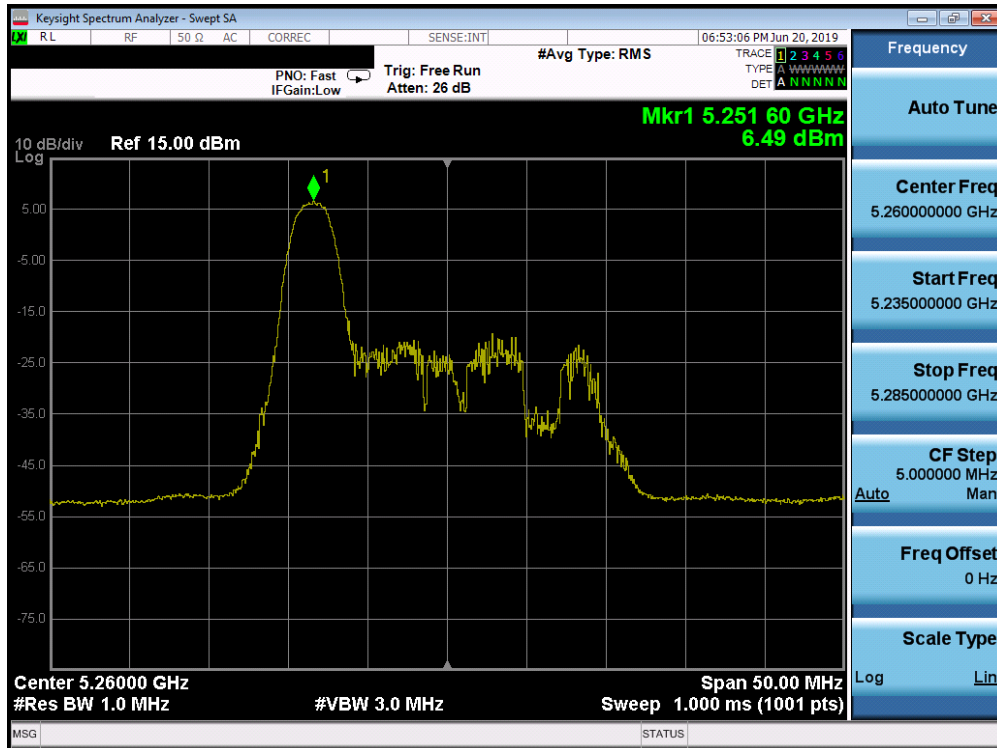 Keysight Spectrum Analyzer - Swept SA
LXI RL RF 50 Ω AC CORREC SENSE:INT 06:53:06 PM Jun 20, 2019
#Avg Type: RMS TRACE 1 2 3 4 5 6
PNO: Fast Trig: Free Run TYPE A WWWWW
IFGain:Low Atten: 26 dB DET A N N N N N
Mkr1 5.251 60 GHz
6.49 dBm
10 dB/div Ref 15.00 dBm
Log
1
5.00
-5.00
-15.0
-25.0
-35.0
-45.0
-55.0
-65.0
-75.0
Center 5.26000 GHz Span 50.00 MHz
#Res BW 1.0 MHz #VBW 3.0 MHz Sweep 1.000 ms (1001 pts)
MSG STATUS
Frequency
Auto Tune
Center Freq
5.260000000 GHz
Start Freq
5.235000000 GHz
Stop Freq
5.285000000 GHz
CF Step
5.000000 MHz
Auto Man
Freq Offset
0 Hz
Scale Type
Log Lin